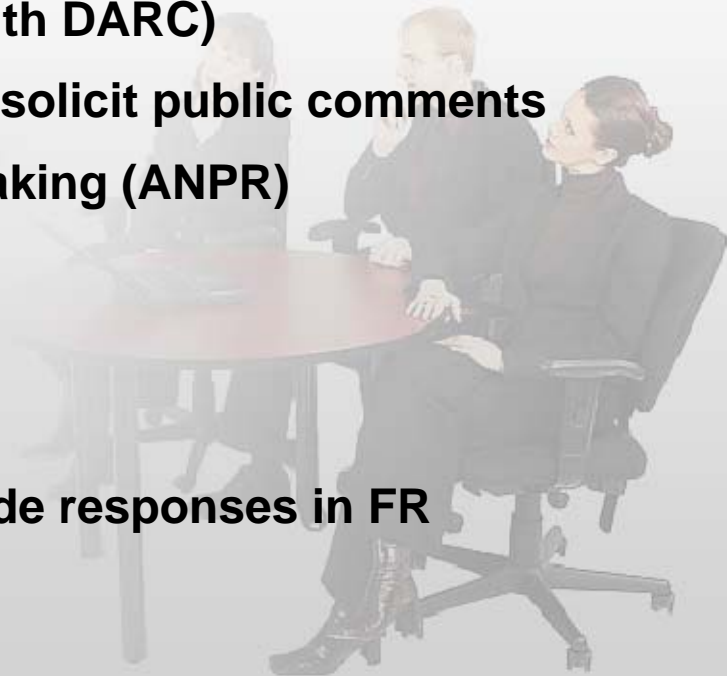 th DARC)
solicit public comments
aking (ANPR)
de responses in FR